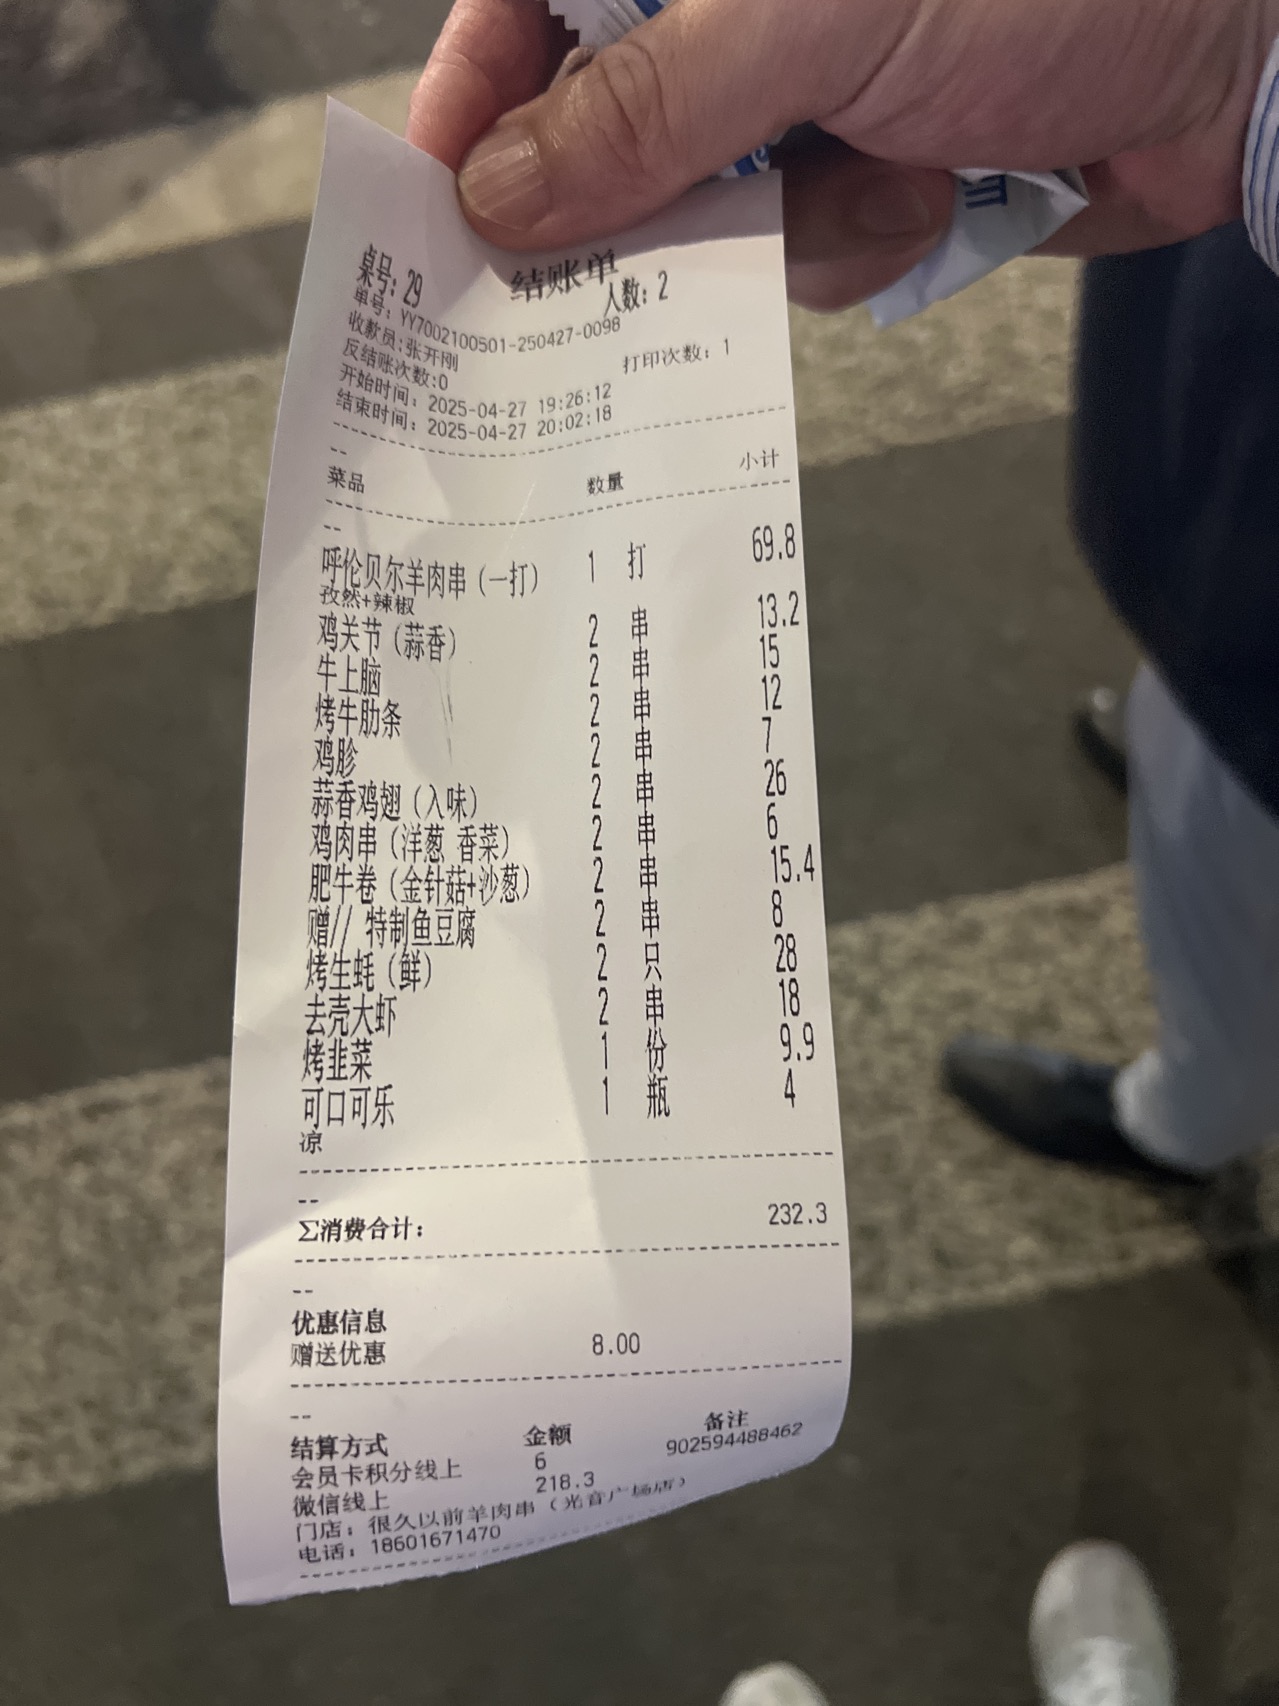 结账单
桌号：29 人数：2
单号：YY7002100501-250427-0098
收款员:张开刚
反结账次数:0 打印次数：1
开始时间：2025-04-27 19:26:12
结束时间：2025-04-27 20:02:18
--
菜品 数量 小计
--
呼伦贝尔羊肉串（一打） 1 打 69.8
孜然+辣椒
鸡关节（蒜香） 2 串 13.2
牛上脑 2 串 15
烤牛肋条 2 串 12
鸡胗 2 串 7
蒜香鸡翅（入味） 2 串 26
鸡肉串（洋葱 香菜） 2 串 6
肥牛卷（金针菇+沙葱） 2 串 15.4
赠// 特制鱼豆腐 2 串 8
烤生蚝（鲜） 2 只 28
去壳大虾 2 串 18
烤韭菜 1 份 9.9
可口可乐 1 瓶 4
凉
--
∑消费合计： 232.3
--
优惠信息
赠送优惠 8.00
--
结算方式 金额 备注
会员卡积分线上 6 902594488462
微信线上 218.3
门店：很久以前羊肉串（光音广场店）
电话：18601671470